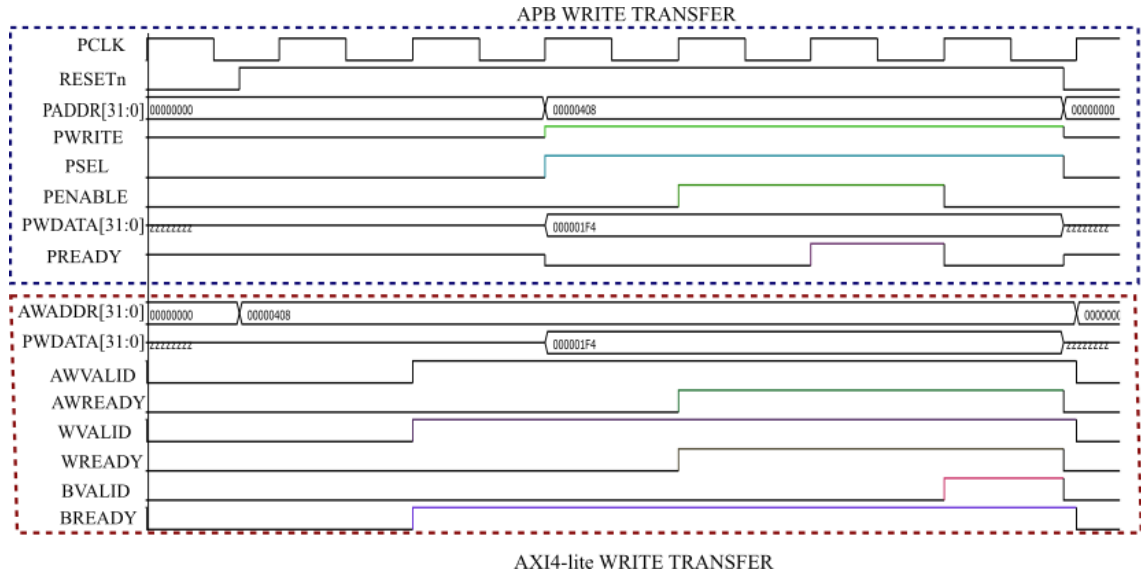 APB WRITE TRANSFER
PCLK
RESETn
PADDR[31:0] 00000000 00000408 00000000
PWRITE
PSEL
PENABLE
PWDATA[31:0] zzzzzzzz 000001F4 zzzzzzzz
PREADY
AWADDR[31:0] 00000000 00000408 0000000
PWDATA[31:0] zzzzzzzz 000001F4 zzzzzzzz
AWVALID
AWREADY
WVALID
WREADY
BVALID
BREADY
AXI4-lite WRITE TRANSFER